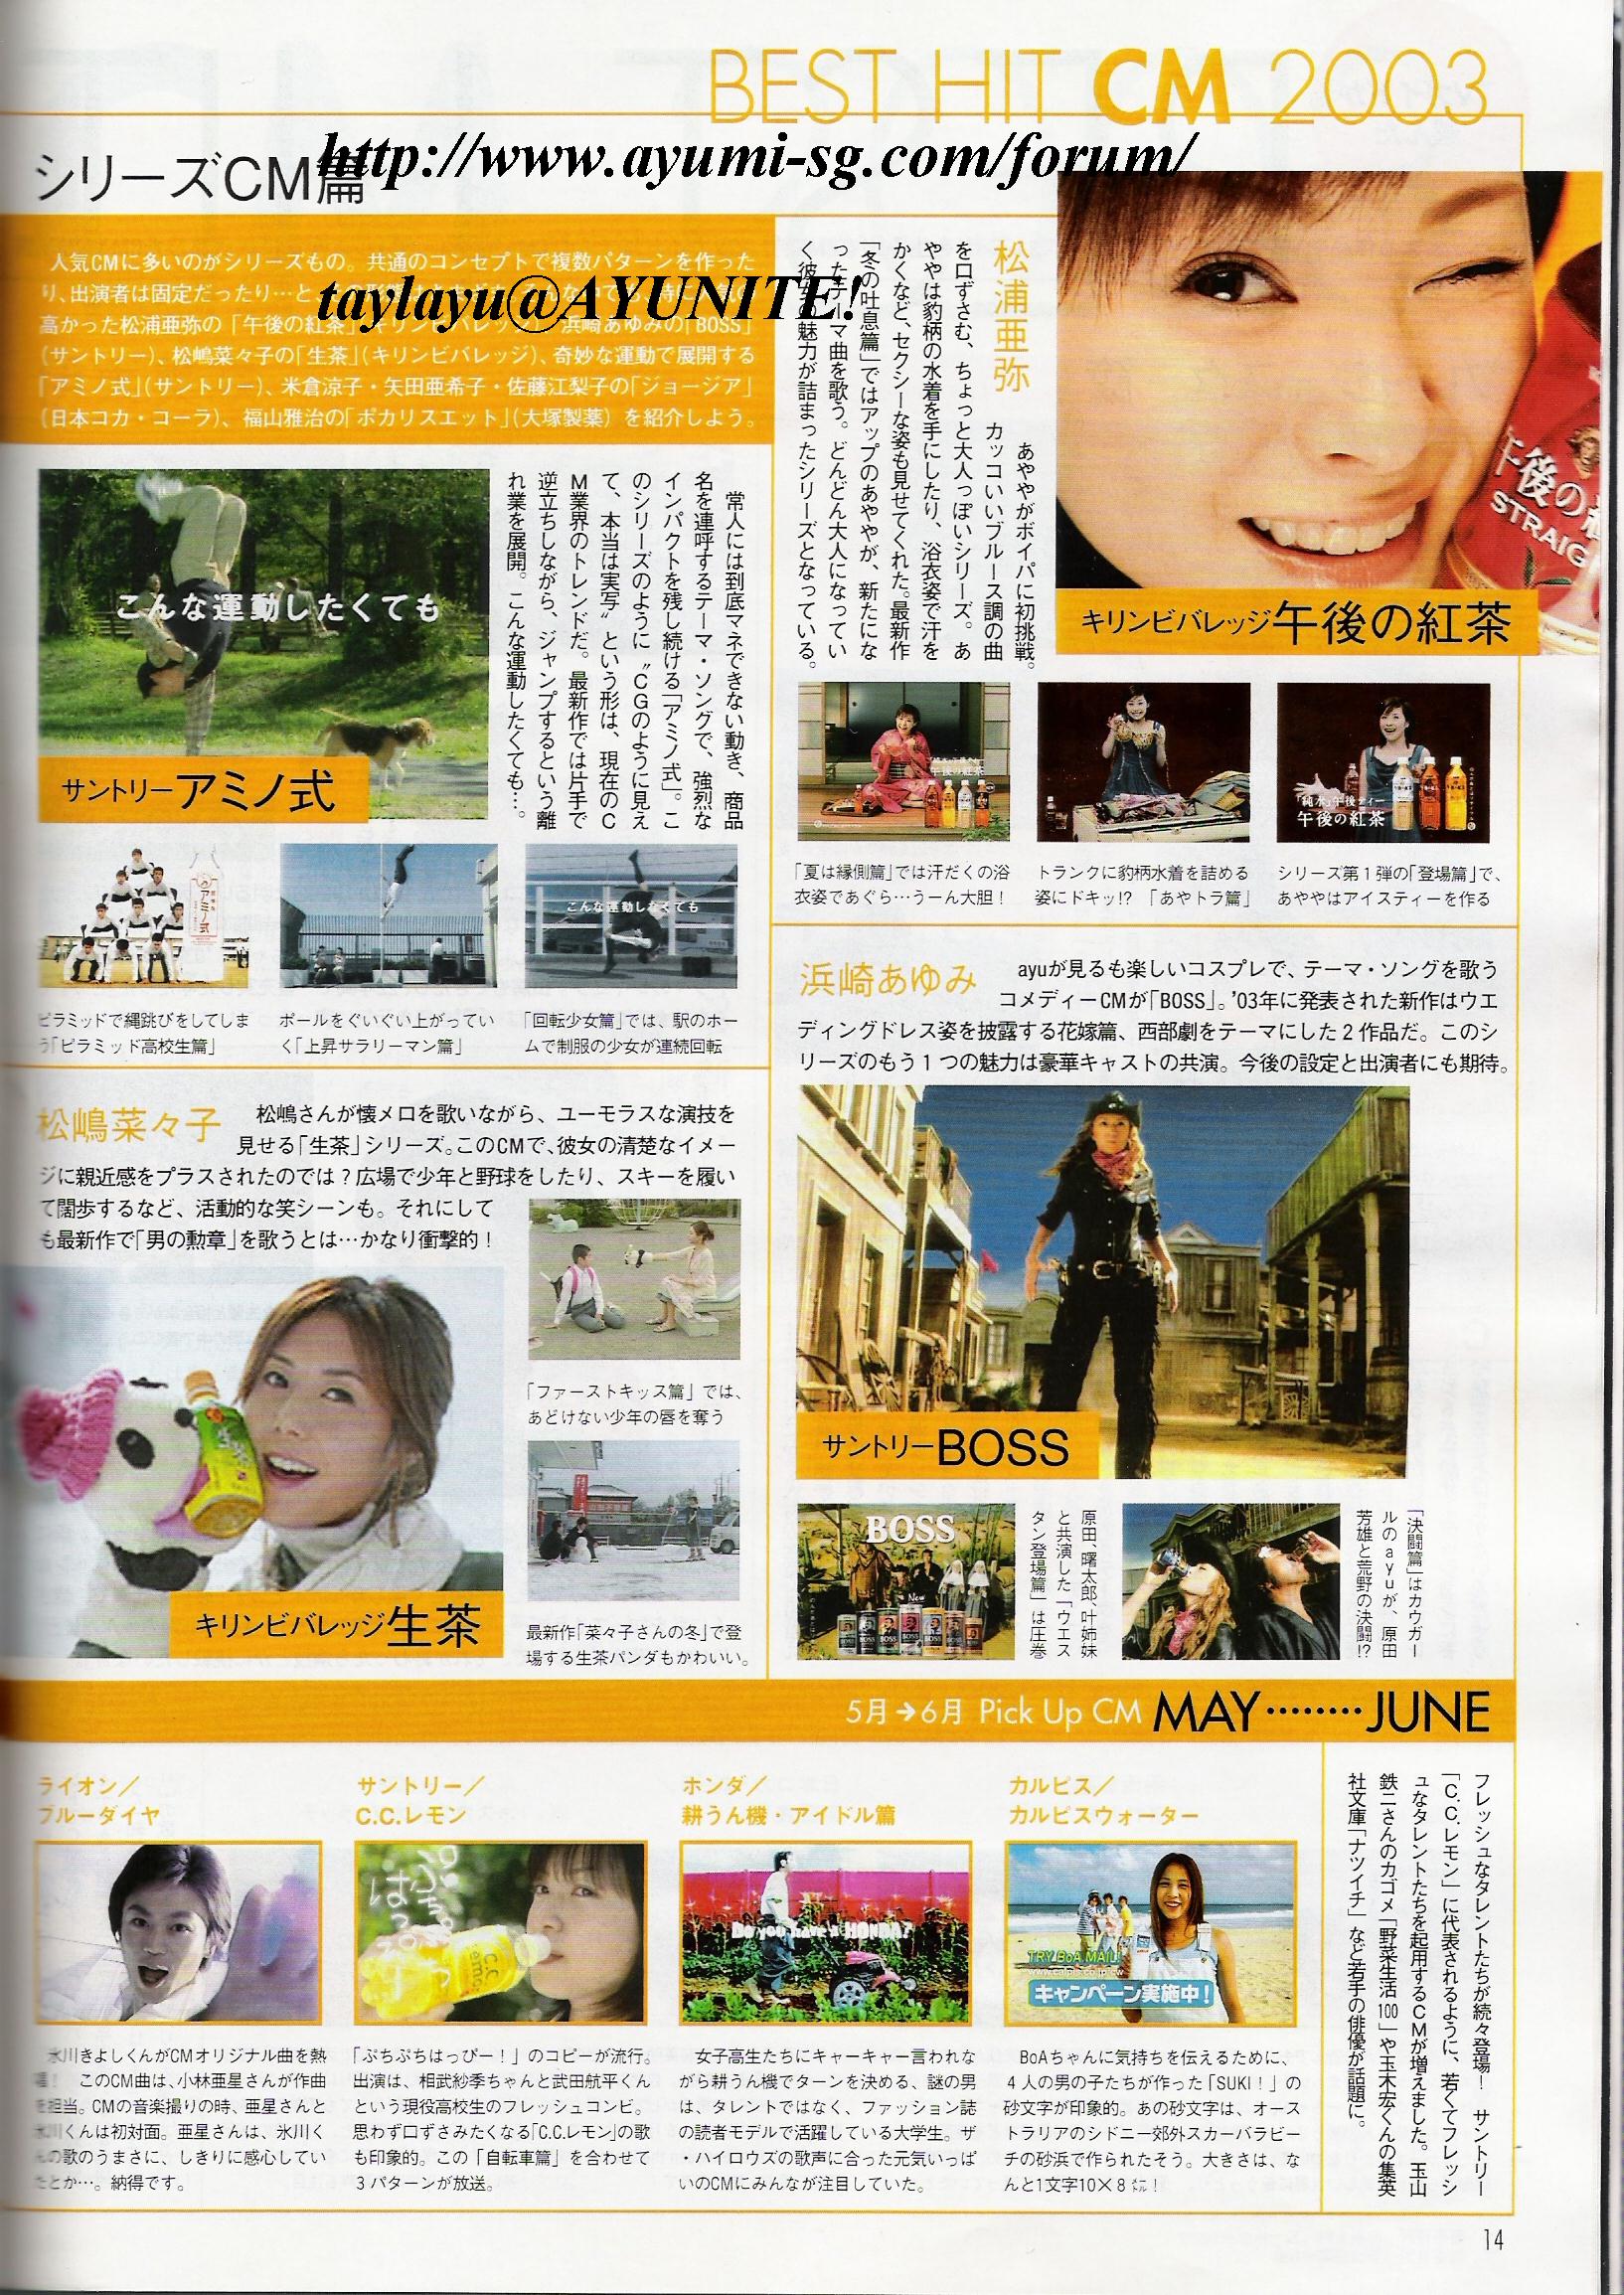 BEST HIT CM 2003
http://www.ayumi-sg.com/forum/
シリーズCM篇
taylayu@AYUNITE!
人気CMに多いのがシリーズもの。共通のコンセプトで複数パターンを作った
り、出演者は固定だったり…と
高かった松浦亜弥の「午後の紅茶」(キリンビバレッジ)、浜崎あゆみの「BOSS」
(サントリー)、松嶋菜々子の「生茶」(キリンビバレッジ)、奇妙な運動で展開する
「アミノ式」(サントリー)、米倉涼子・矢田亜希子・佐藤江梨子の「ジョージア」
(日本コカ・コーラ)、福山雅治の「ポカリスエット」(大塚製薬)を紹介しよう。
松浦亜弥
あややがボイパに初挑戦。
カッコいいブルース調の曲
を口ずさむ、ちょっと大人っぽいシリーズ。あ
ややは豹柄の水着を手にしたり、浴衣姿で汗を
かくなど、セクシーな姿も見せてくれた。最新作
「冬の吐息篇」ではアップのあややが、新たにな
ったテーマ曲を歌う。どんどん大人になってい
く彼女の魅力が詰まったシリーズとなっている。
午後の紅茶
STRAIG
キリンビバレッジ 午後の紅茶
午後の紅茶
「純水」午後ティー
午後の紅茶
「夏は縁側篇」では汗だくの浴
衣姿であぐら…うーん大胆!
トランクに豹柄水着を詰める
姿にドキッ!? 「あやトラ篇」
シリーズ第1弾の「登場篇」で、
あややはアイスティーを作る
こんな運動したくても
サントリー アミノ式
常人には到底マネできない動き、商品
名を連呼するテーマ・ソングで、強烈な
インパクトを残し続ける「アミノ式」。こ
のシリーズのように〝CGのように見え
て、本当は実写〟という形は、現在のC
M業界のトレンドだ。最新作では片手で
逆立ちしながら、ジャンプするという離
れ業を展開。こんな運動したくても…。
アミノ式
こんな運動しなくても
ピラミッドで縄跳びをしてしま
う「ピラミッド高校生篇」
ポールをぐいぐい上がってい
く「上昇サラリーマン篇」
「回転少女篇」では、駅のホー
ムで制服の少女が連続回転
浜崎あゆみ
ayuが見るも楽しいコスプレで、テーマ・ソングを歌う
コメディーCMが「BOSS」。'03年に発表された新作はウエ
ディングドレス姿を披露する花嫁篇、西部劇をテーマにした2作品だ。このシ
リーズのもう1つの魅力は豪華キャストの共演。今後の設定と出演者にも期待。
サントリー BOSS
BOSS
New
原田、曙太郎、叶姉妹
と共演した「ウエス
タン登場篇」は圧巻
「決闘篇」はカウガー
ルのayuが、原田
芳雄と荒野の決闘!?
松嶋菜々子
松嶋さんが懐メロを歌いながら、ユーモラスな演技を
見せる「生茶」シリーズ。このCMで、彼女の清楚なイメー
ジに親近感をプラスされたのでは?広場で少年と野球をしたり、スキーを履い
て闊歩するなど、活動的な笑シーンも。それにして
も最新作で「男の勲章」を歌うとは…かなり衝撃的!
生茶
キリンビバレッジ 生茶
「ファーストキッス篇」では、
あどけない少年の唇を奪う
最新作「菜々子さんの冬」で登
場する生茶パンダもかわいい。
5月→6月 Pick Up CM MAY········JUNE
フレッシュなタレントたちが続々登場! サントリー
「C.C.レモン」に代表されるように、若くてフレッシ
ュなタレントたちを起用するCMが増えました。玉山
鉄二さんのカゴメ「野菜生活100」や玉木宏くんの集英
社文庫「ナツイチ」など若手の俳優が話題に。
ライオン/
ブルーダイヤ
氷川きよしくんがCMオリジナル曲を熱
唱! このCM曲は、小林亜星さんが作曲
を担当。CMの音楽撮りの時、亜星さんと
氷川くんは初対面。亜星さんは、氷川く
んの歌のうまさに、しきりに感心してい
たとか…。納得です。
サントリー/
C.C.レモン
C.C.
Lemon
「ぷちぷちはっぴー!」のコピーが流行。
出演は、相武紗季ちゃんと武田航平くん
という現役高校生のフレッシュコンビ。
思わず口ずさみたくなる「C.C.レモン」の歌
も印象的。この「自転車篇」を合わせて
3パターンが放送。
ホンダ/
耕うん機・アイドル篇
Do you have a HONDA?
女子高生たちにキャーキャー言われな
がら耕うん機でターンを決める、謎の男
は、タレントではなく、ファッション誌
の読者モデルで活躍している大学生。ザ
・ハイロウズの歌声に合った元気いっぱ
いのCMにみんなが注目していた。
カルピス/
カルピスウォーター
TRY BoA MAIL!
キャンペーン実施中!
BoAちゃんに気持ちを伝えるために、
4人の男の子たちが作った「SUKI!」の
砂文字が印象的。あの砂文字は、オース
トラリアのシドニー郊外スカーバラビー
チの砂浜で作られたそう。大きさは、な
んと1文字10×8㍍!
14